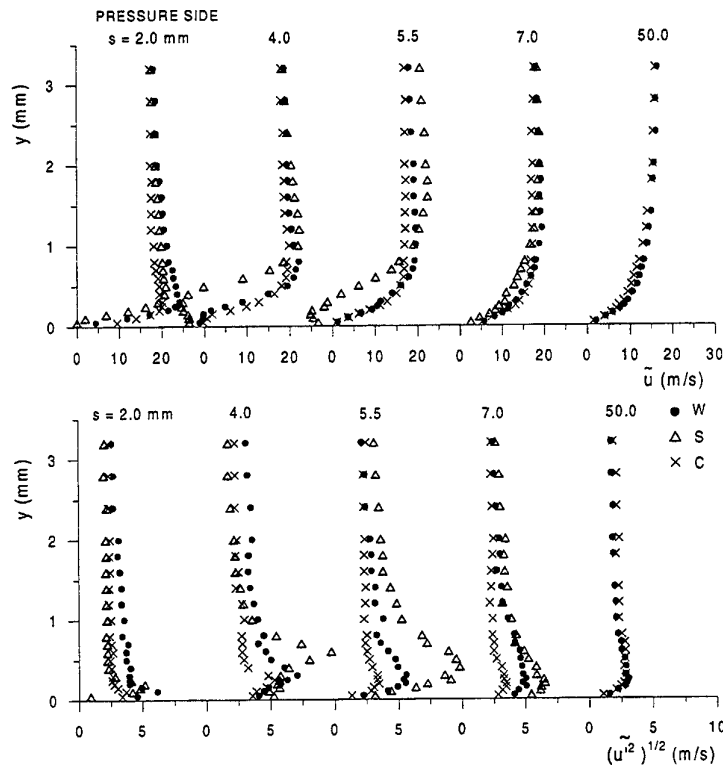 PRESSURE SIDE
s = 2.0 mm 4.0 5.5 7.0 50.0
y (mm)
3
2
1
0
0 10 20 0 10 20 0 10 20 0 10 20 0 10 20 30
ũ (m/s)
s = 2.0 mm 4.0 5.5 7.0 50.0
● W
△ S
× C
y (mm)
3
2
1
0
0 5 0 5 0 5 0 5 0 5 10
(u'²)^1/2 (m/s)